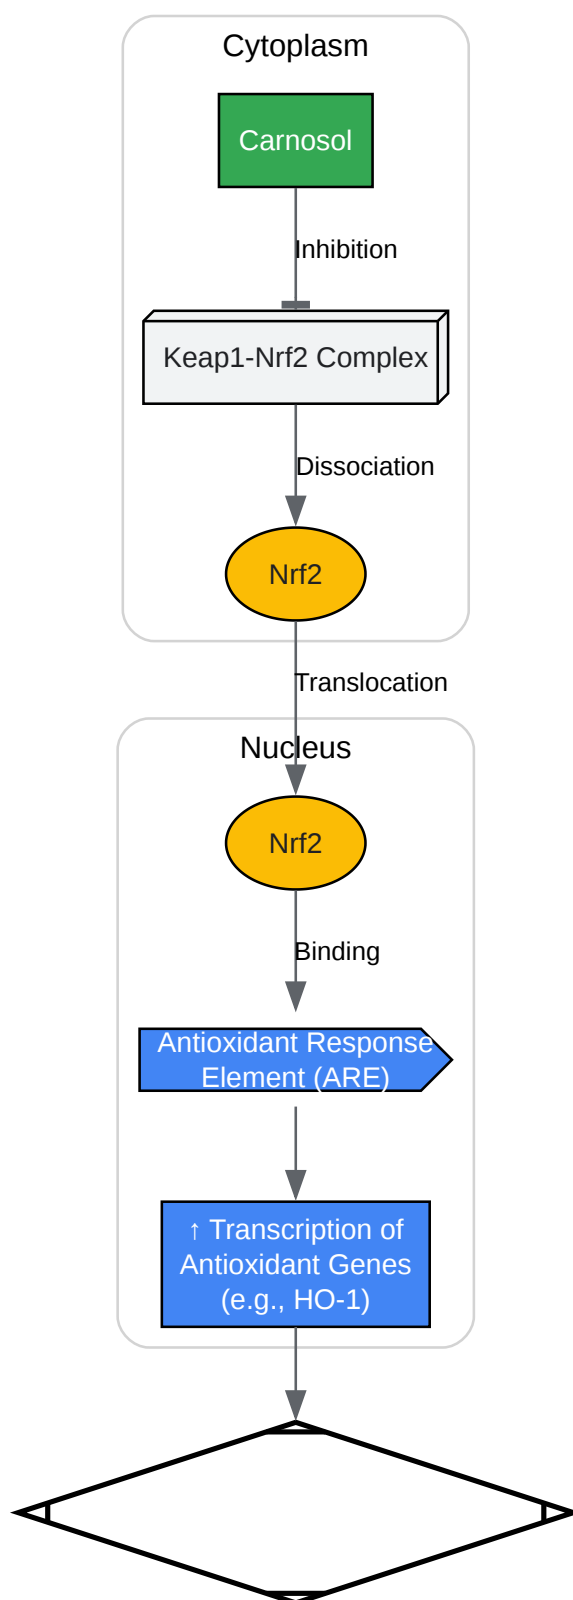 Cytoplasm
Carnosol
Inhibition
Keap1-Nrf2 Complex
Dissociation
Nrf2
Translocation
Nucleus
Nrf2
Binding
Antioxidant Response
Element (ARE)
↑ Transcription of
Antioxidant Genes
(e.g., HO-1)